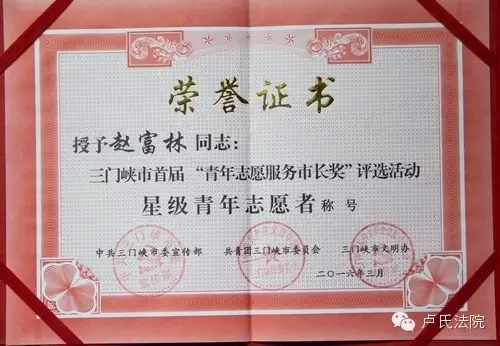 荣誉证书
授予赵富林同志：
三门峡市首届“青年志愿服务市长奖”评选活动
星级青年志愿者称号
中共三门峡市委宣传部 共青团三门峡市委员会 三门峡市文明办
二〇一六年三月
卢氏法院